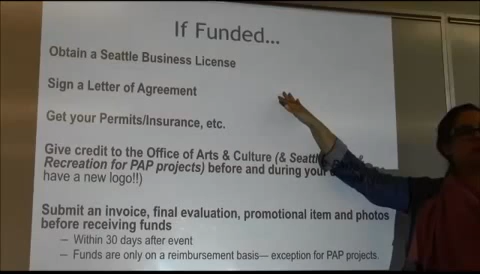 If Funded...
Obtain a Seattle Business License
Sign a Letter of Agreement
Get your Permits/Insurance, etc.
Give credit to the Office of Arts & Culture (& Seattle
Recreation for PAP projects) before and during your
have a new logo!!)
Submit an invoice, final evaluation, promotional item and photos
before receiving funds
– Within 30 days after event
– Funds are only on a reimbursement basis— exception for PAP projects.